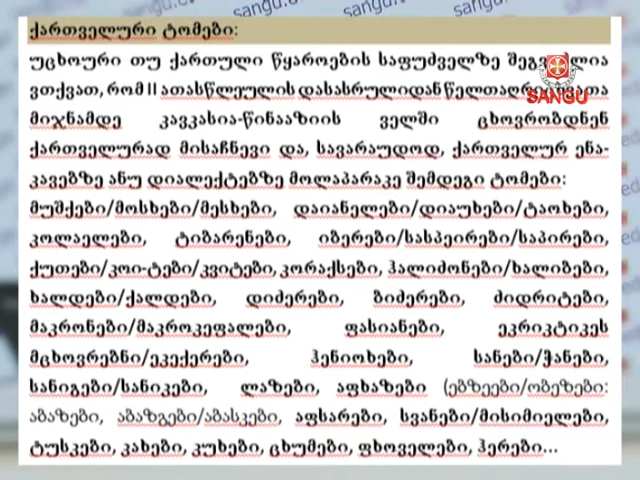 ქართველური ტომები:
უცხოური თუ ქართული წყაროების საფუძველზე
ვთქვათ, რომ II ათასწლეულის დასასრულიდან
SANGU
მიჯნამდე კავკასია-წინააზიის ველში ცხოვრობდნენ
ქართველურად მისაჩნევი და, სავარაუდოდ, ქართველურ ენა-
კავებზე ანუ დიალექტებზე მოლაპარაკე შემდეგი ტომები:
მუშქები/მოსხები/მესხები, დაიანელები/დიაუხები/ტაოხები,
კოლაელები, ტიბარენები, იბერები/სასპეირები/საპირები,
ქუთები/კოი-ტები/კვიტები, კორაქსები, ჰალიძონები/ხალიბები,
ხალდები/ქალდები, დიძერები, ბიძერები, ძიდრიტები,
მაკრონები/მაკროკეფალები, ფასიანები, ეკრიკტიკეს
მცხოვრებნი/ეკექერები, ჰენიოხები, სანები/ჭანები,
სანიგები/სანიკები, ლაზები, აფხაზები (ებზეები/ობეზები:
აბაზები, აბაზგები/აბასკები, აფსარები, სვანები/მისიმიელები,
ტუსკები, კახები, კუხები, ცხუმები, ფხოველები, ჰერები...